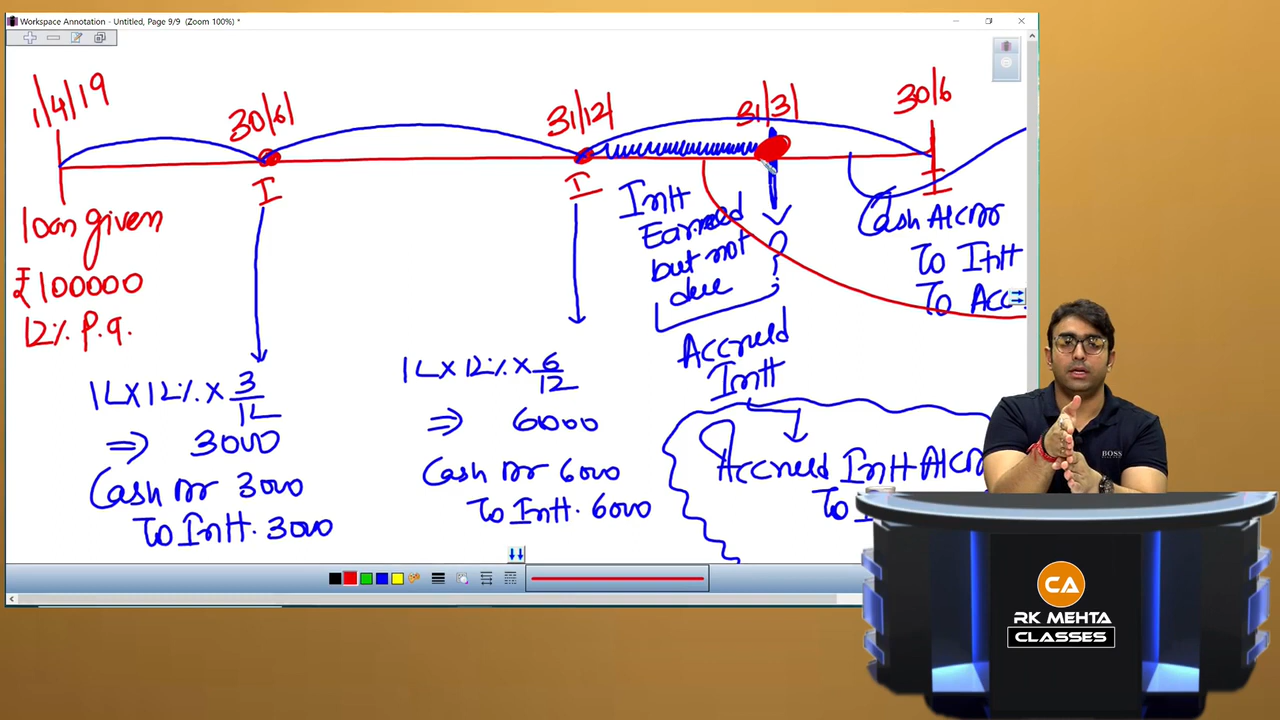 Workspace Annotation - Untitled, Page 9/9 (Zoom 100%) *
1/4/19
30/6
31/12
31/3
30/6
I
I
I
loan given
₹100000
12% P.a.
1L X 12% X 3/12
⇒ 3000
Cash Dr 3000
To Intt. 3000
1L X 12% X 6/12
⇒ 6000
Cash Dr 6000
To Intt. 6000
Intt
Earned
but not
due
?
Accrued
Intt
Accrued Intt A/c Dr
To I
Cash A/c Dr
To Intt
To Acc
BOSS
CA
RK MEHTA
CLASSES